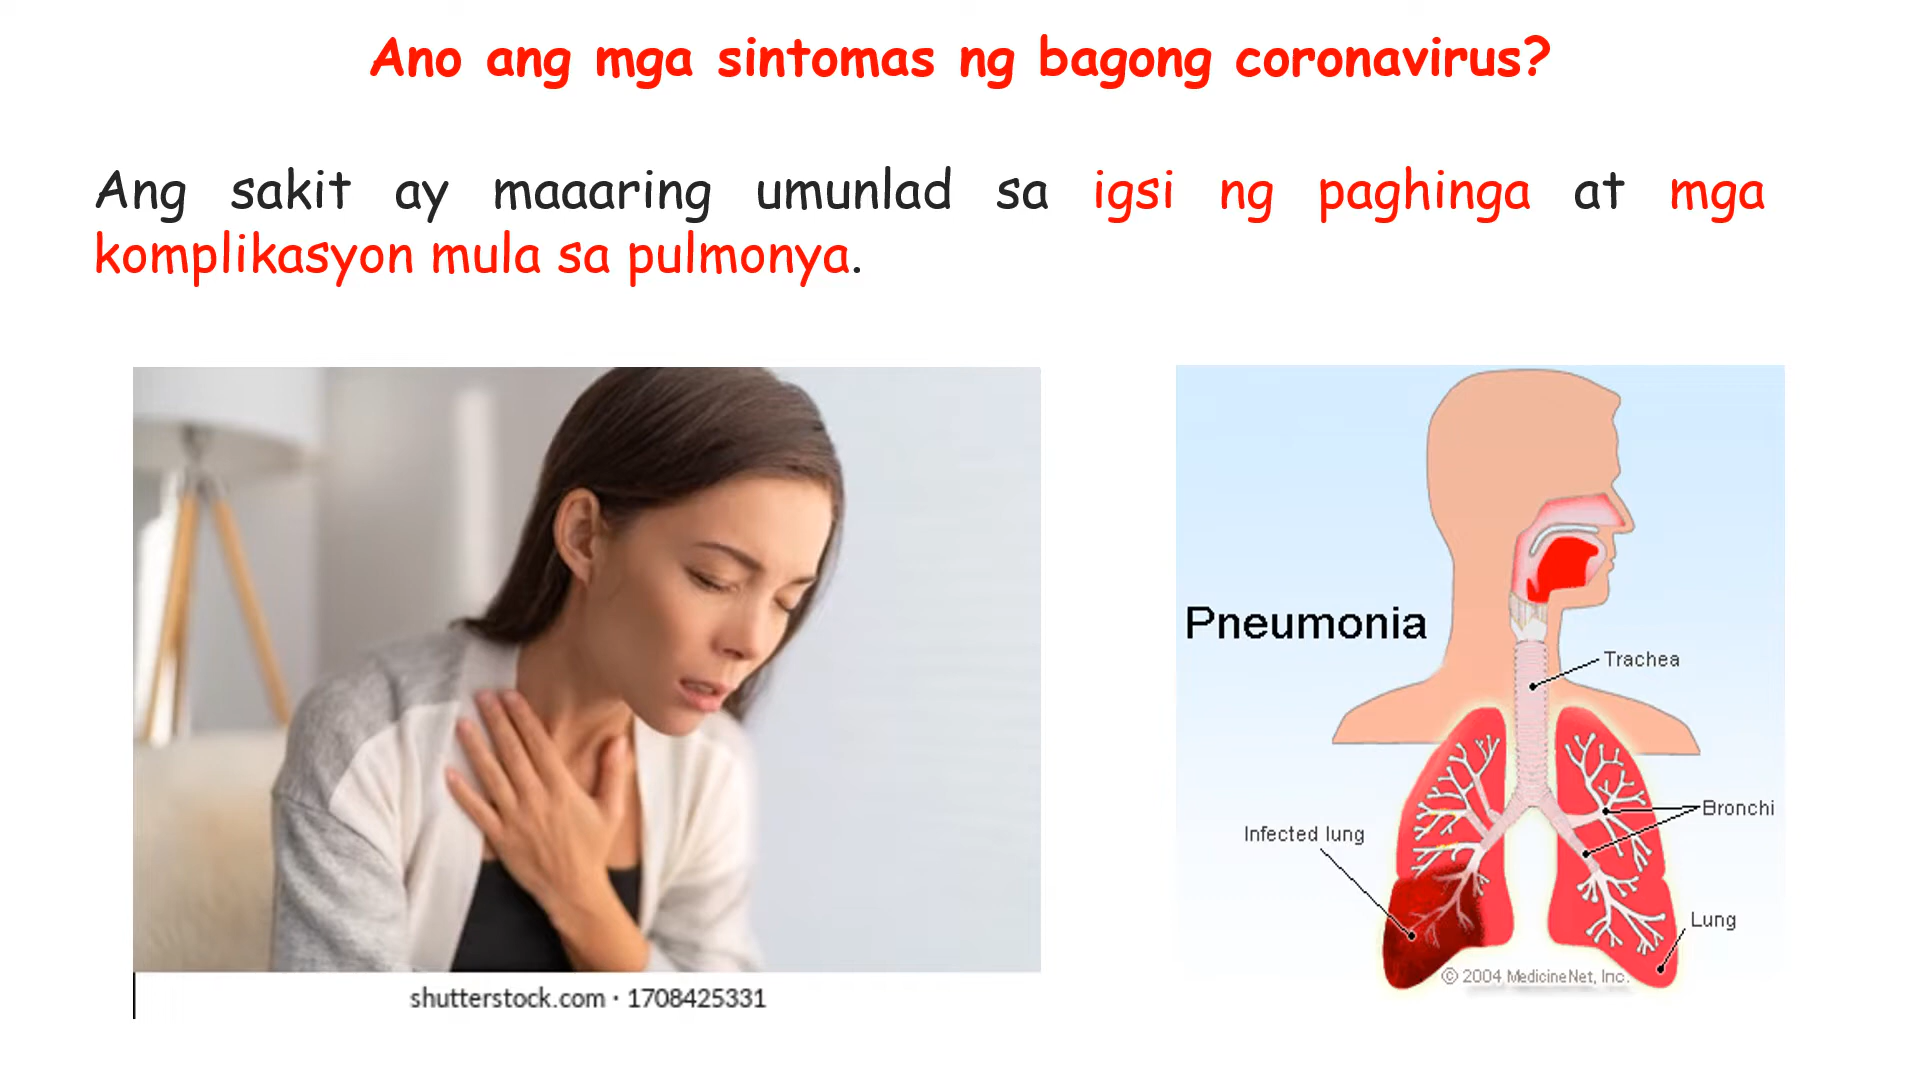 Ano ang mga sintomas ng bagong coronavirus?
Ang sakit ay maaaring umunlad sa igsi ng paghinga at mga
komplikasyon mula sa pulmonya.
Pneumonia
Trachea
Bronchi
Infected lung
Lung
© 2004 MedicineNet, Inc.
shutterstock.com · 1708425331